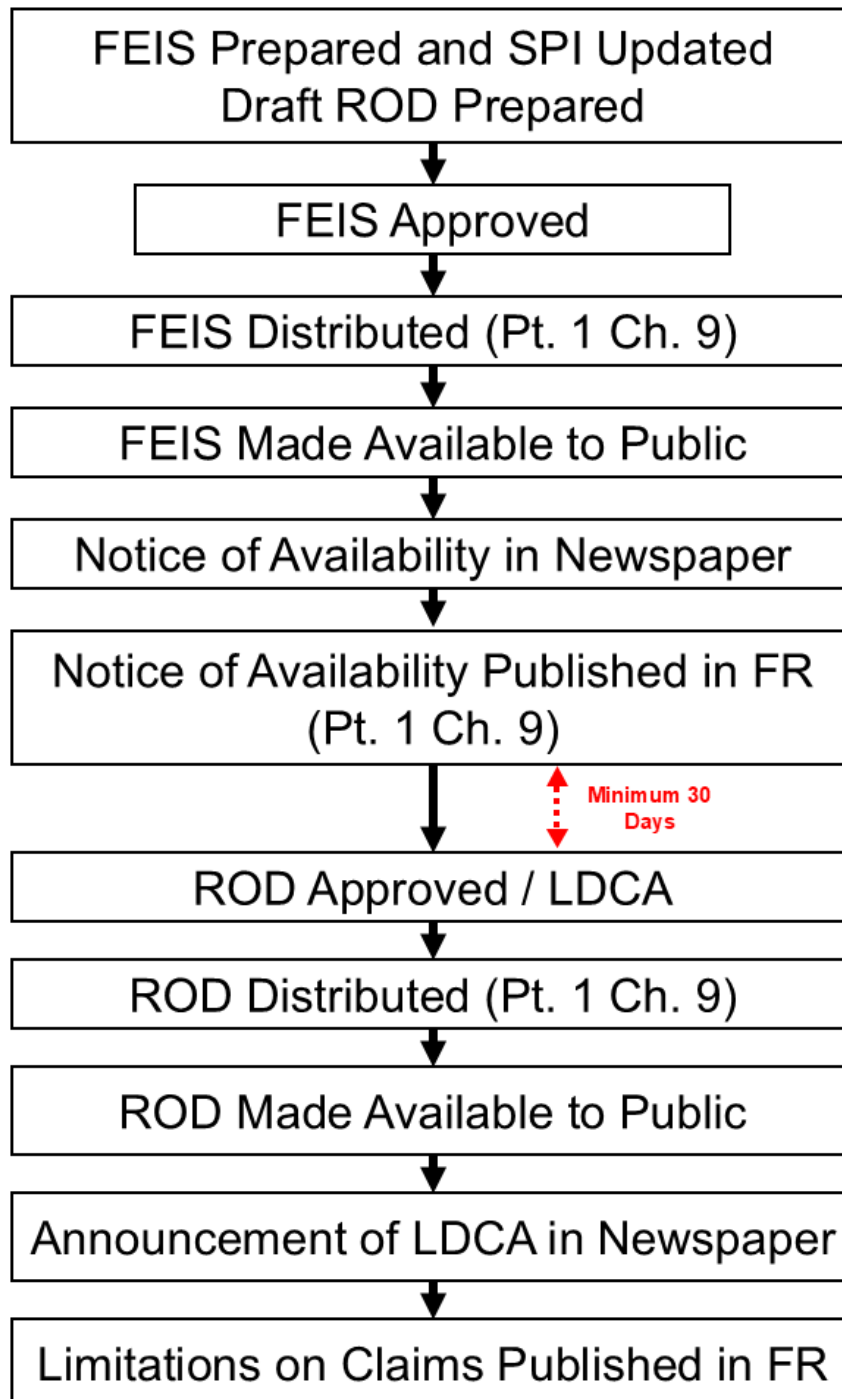 FEIS Prepared and SPI Updated
Draft ROD Prepared
FEIS Approved
FEIS Distributed (Pt. 1 Ch. 9)
FEIS Made Available to Public
Notice of Availability in Newspaper
Notice of Availability Published in FR
(Pt. 1 Ch. 9)
Minimum 30
Days
ROD Approved / LDCA
ROD Distributed (Pt. 1 Ch. 9)
ROD Made Available to Public
Announcement of LDCA in Newspaper
Limitations on Claims Published in FR